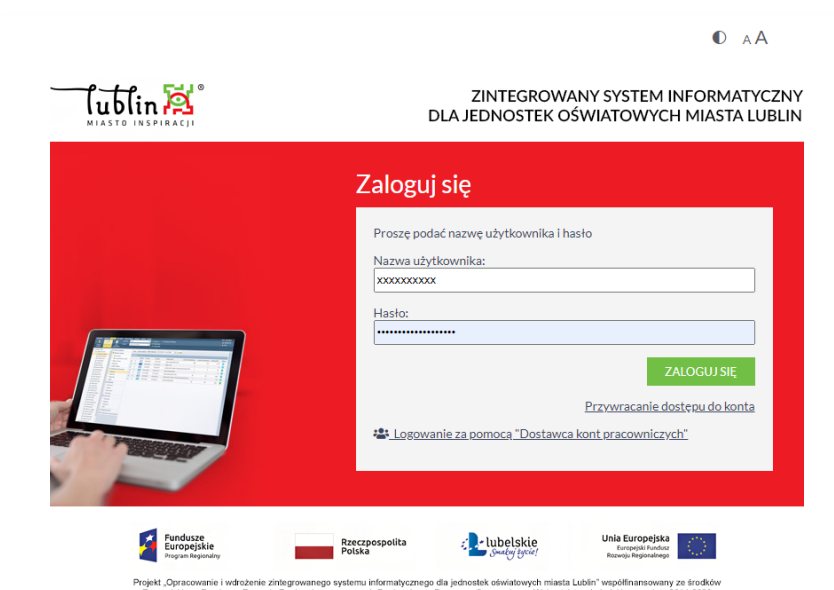 A A
lublin ®
MIASTO INSPIRACJI
ZINTEGROWANY SYSTEM INFORMATYCZNY
DLA JEDNOSTEK OŚWIATOWYCH MIASTA LUBLIN
Zaloguj się
Proszę podać nazwę użytkownika i hasło
Nazwa użytkownika:
xxxxxxxxxx
Hasło:
•••••••••••••••••••
ZALOGUJ SIĘ
Przywracanie dostępu do konta
Logowanie za pomocą "Dostawca kont pracowniczych"
Fundusze
Europejskie
Program Regionalny
Rzeczpospolita
Polska
lubelskie
Smakuj życie!
Unia Europejska
Europejski Fundusz
Rozwoju Regionalnego
Projekt „Opracowanie i wdrożenie zintegrowanego systemu informatycznego dla jednostek oświatowych miasta Lublin” współfinansowany ze środków